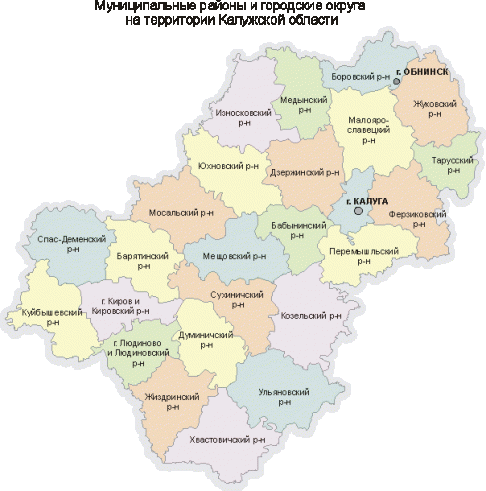 Муниципальные районы и городские округа
на территории Калужской области
Боровский р-н
г. ОБНИНСК
Медынский
р-н
Жуковский
р-н
Износковский
р-н
Малояро-
славецкий
р-н
Тарусский
р-н
Юхновский р-н
Дзержинский р-н
г. КАЛУГА
Мосальский р-н
Ферзиковский
р-н
Бабынинский
р-н
Спас-Деменский
р-н
Барятинский
р-н
Мещовский р-н
Перемышльский
р-н
Сухиничский
р-н
Куйбышевский
р-н
г. Киров и
Кировский р-н
Козельский р-н
Думиничский
р-н
г. Людиново
и Людиновский
р-н
Жиздринский
р-н
Ульяновский
р-н
Хвастовичский р-н